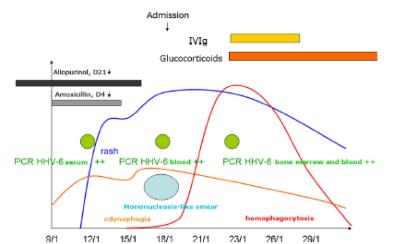 Admission
IVIg
Glucocorticoids
Allopurinol, D21
Amoxicillin, D4
rash
PCR HHV-6 serum ++
PCR HHV-6 blood ++
PCR HHV-6 bone morrow and blood ++
Mononucleosis-like smear
odynephagia
hemophagocytosis
9/1 12/1 15/1 18/1 21/1 23/1 26/1 29/1